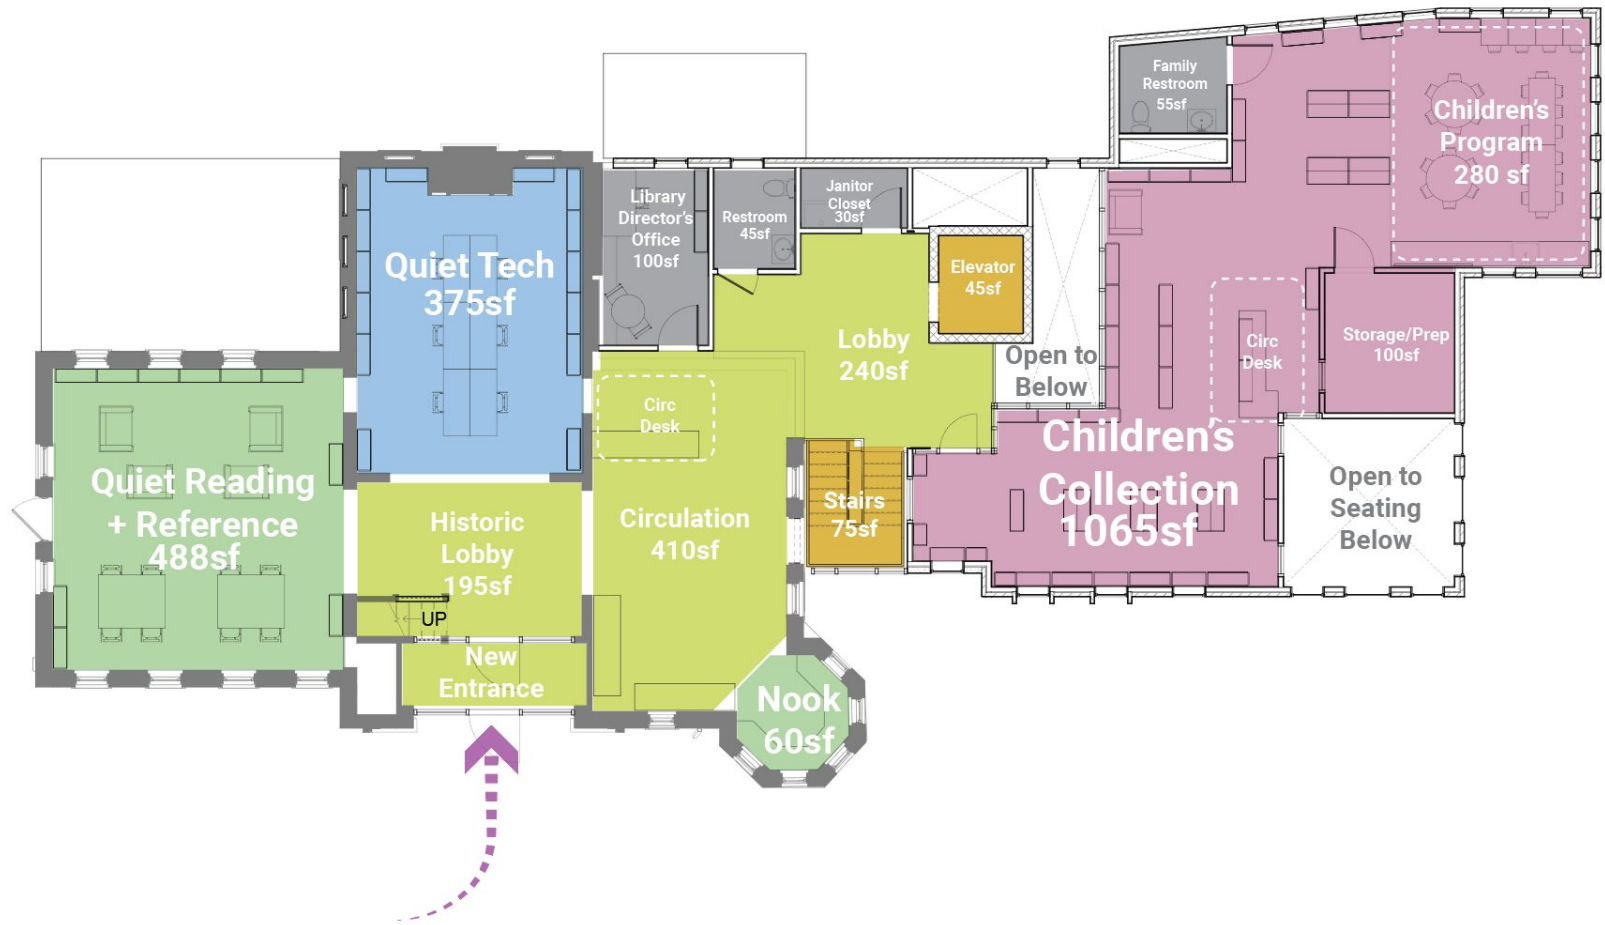 Family
Restroom
55sf
Children's
Program
280 sf
Library
Director's
Office
100sf
Restroom
45sf
Janitor
Closet
30sf
Quiet Tech
375sf
Elevator
45sf
Lobby
240sf
Open to
Below
Circ
Desk
Storage/Prep
100sf
Circ
Desk
Children's
Collection
1065sf
Quiet Reading
+ Reference
488sf
Historic
Lobby
195sf
Circulation
410sf
Stairs
75sf
Open to
Seating
Below
UP
New
Entrance
Nook
60sf